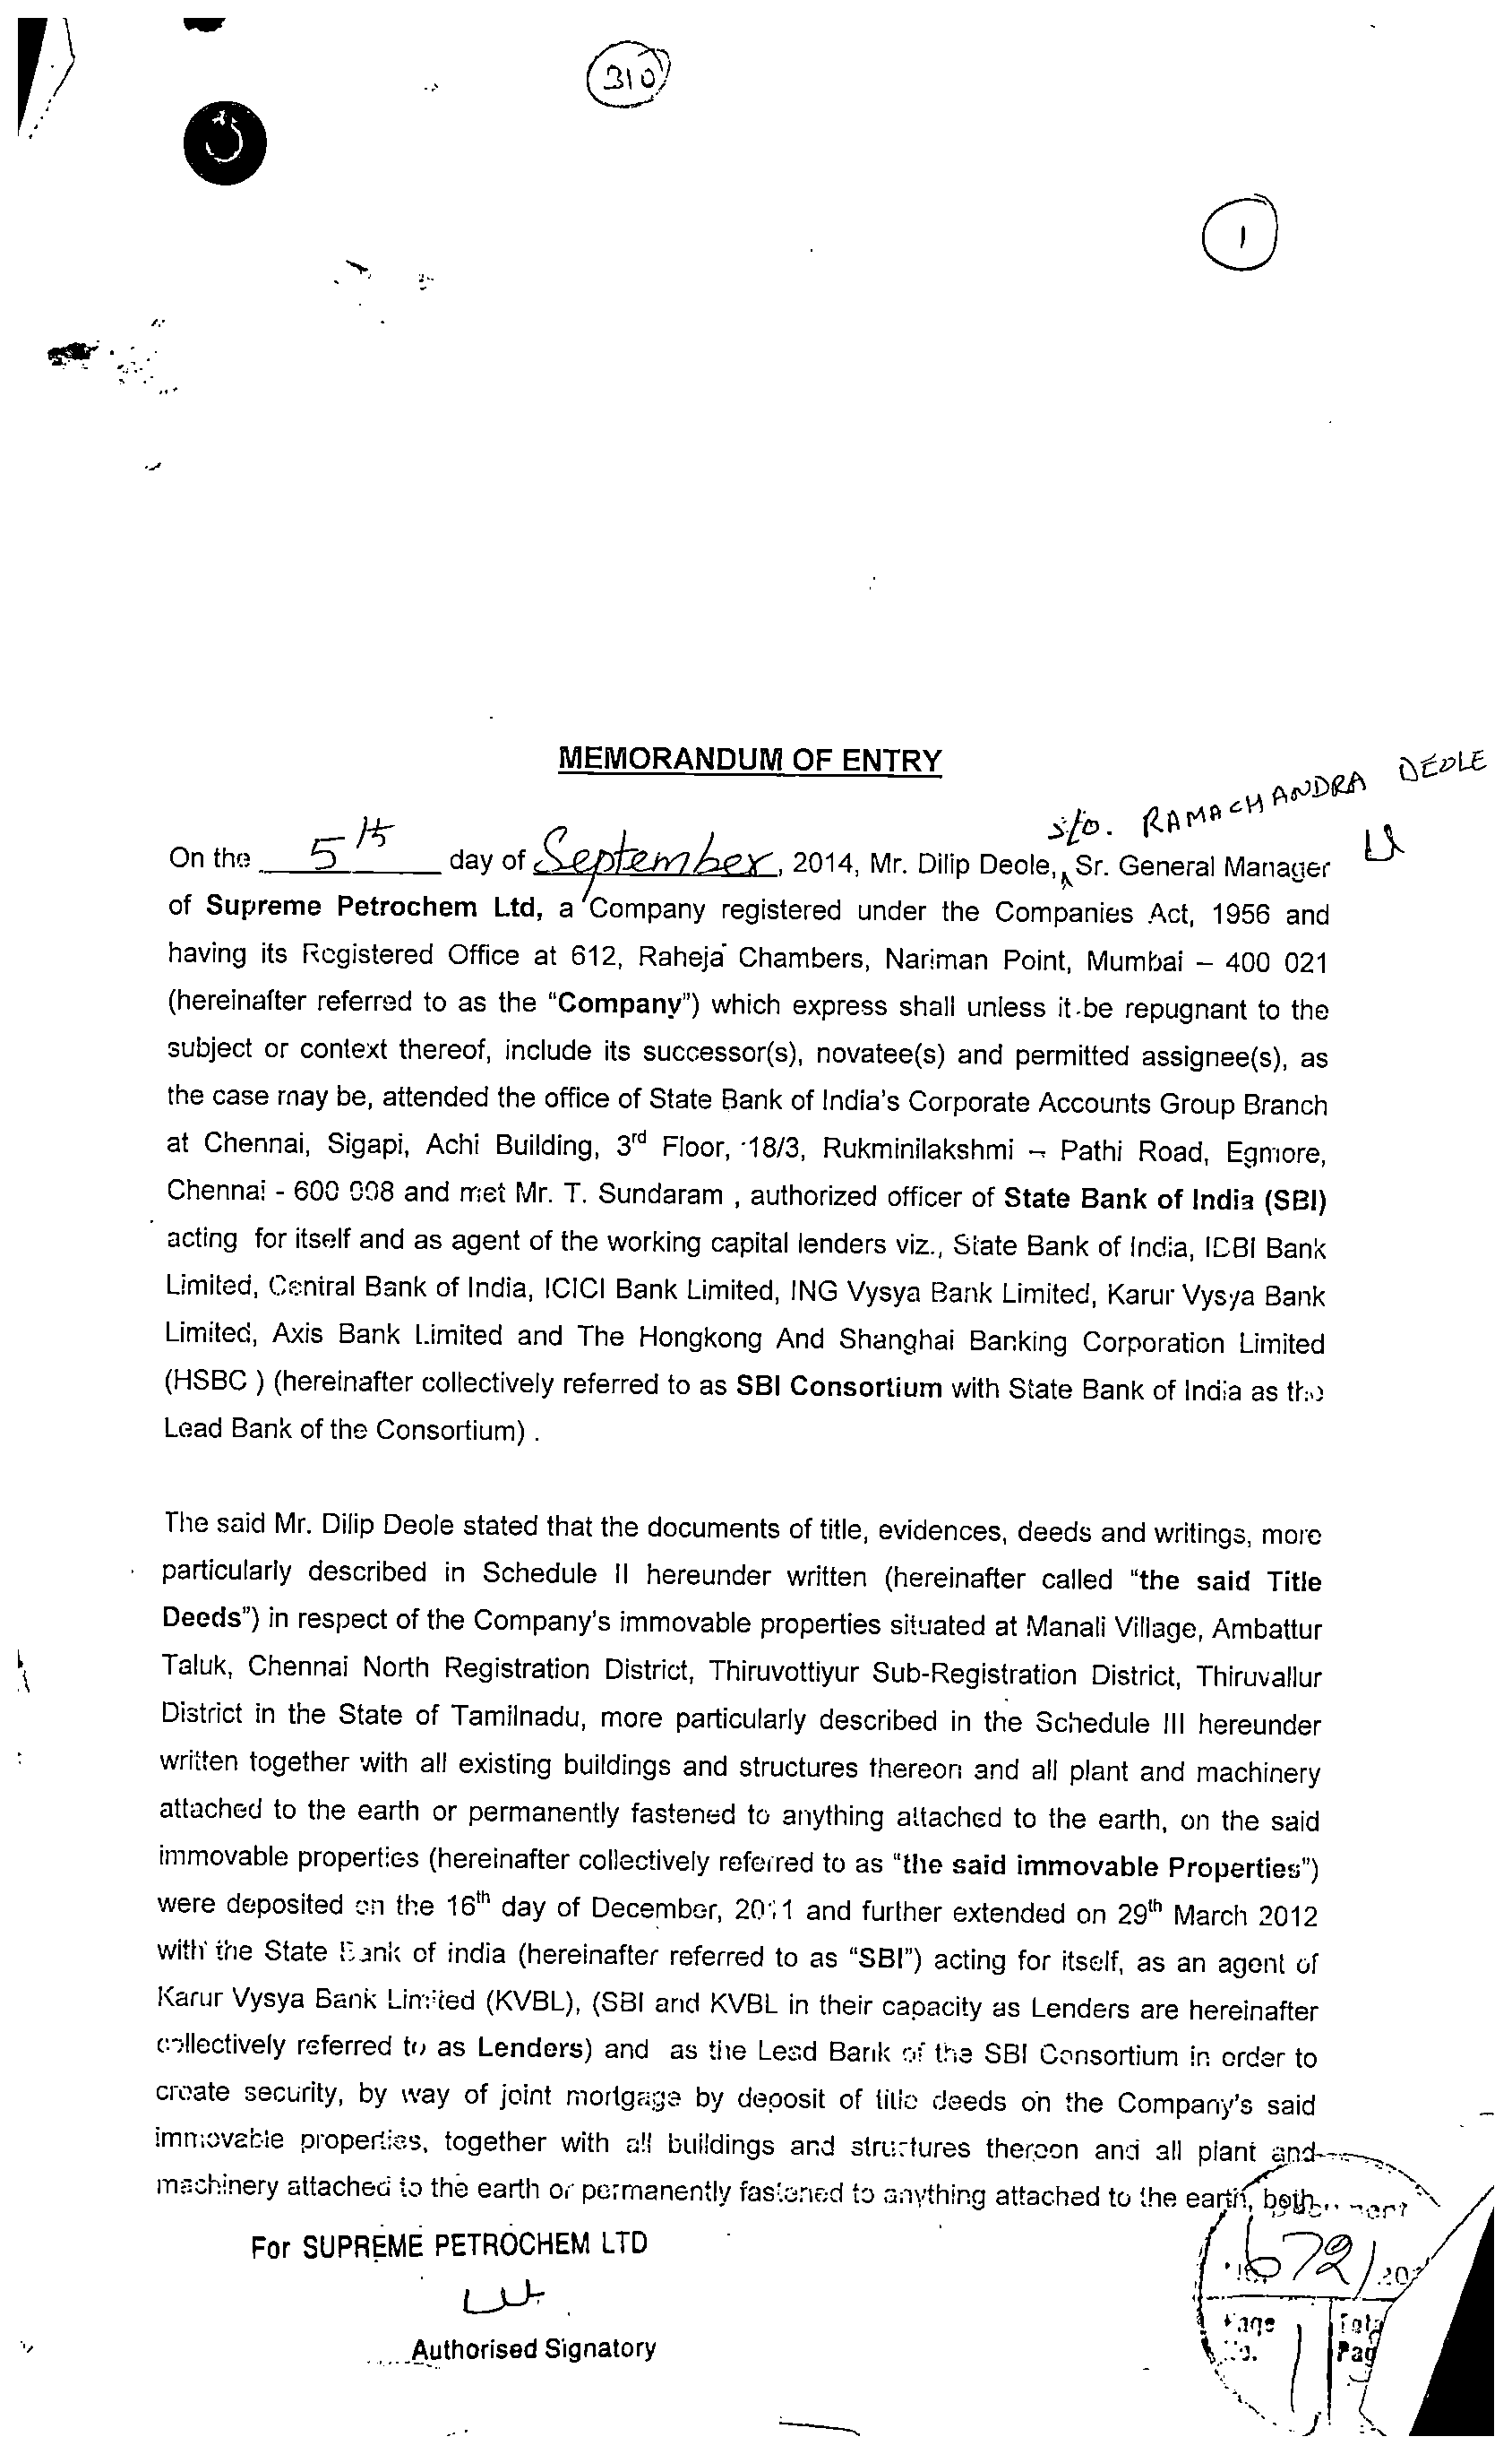 310
1
MEMORANDUM OF ENTRY
S/o. RAMACHANDRA DEOLE
On the 5th day of September, 2014, Mr. Dilip Deole, Sr. General Manager
of Supreme Petrochem Ltd, a Company registered under the Companies Act, 1956 and
having its Registered Office at 612, Raheja Chambers, Nariman Point, Mumbai – 400 021
(hereinafter referred to as the "Company") which express shall unless it be repugnant to the
subject or context thereof, include its successor(s), novatee(s) and permitted assignee(s), as
the case may be, attended the office of State Bank of India's Corporate Accounts Group Branch
at Chennai, Sigapi, Achi Building, 3rd Floor, 18/3, Rukminilakshmi – Pathi Road, Egmore,
Chennai - 600 008 and met Mr. T. Sundaram , authorized officer of State Bank of India (SBI)
acting for itself and as agent of the working capital lenders viz., State Bank of India, IDBI Bank
Limited, Central Bank of India, ICICI Bank Limited, ING Vysya Bank Limited, Karur Vysya Bank
Limited, Axis Bank Limited and The Hongkong And Shanghai Banking Corporation Limited
(HSBC ) (hereinafter collectively referred to as SBI Consortium with State Bank of India as the
Lead Bank of the Consortium) .
The said Mr. Dilip Deole stated that the documents of title, evidences, deeds and writings, more
particularly described in Schedule II hereunder written (hereinafter called "the said Title
Deeds") in respect of the Company's immovable properties situated at Manali Village, Ambattur
Taluk, Chennai North Registration District, Thiruvottiyur Sub-Registration District, Thiruvallur
District in the State of Tamilnadu, more particularly described in the Schedule III hereunder
written together with all existing buildings and structures thereon and all plant and machinery
attached to the earth or permanently fastened to anything attached to the earth, on the said
immovable properties (hereinafter collectively referred to as "the said immovable Properties")
were deposited on the 16th day of December, 2011 and further extended on 29th March 2012
with the State Bank of india (hereinafter referred to as "SBI") acting for itself, as an agent of
Karur Vysya Bank Limited (KVBL), (SBI and KVBL in their capacity as Lenders are hereinafter
collectively referred to as Lenders) and as the Lead Bank of the SBI Consortium in order to
create security, by way of joint mortgage by deposit of title deeds on the Company's said
immovable properties, together with all buildings and structures thereon and all plant and
machinery attached to the earth or permanently fastened to anything attached to the earth, both
For SUPREME PETROCHEM LTD
Authorised Signatory
672/
Page
No. 1